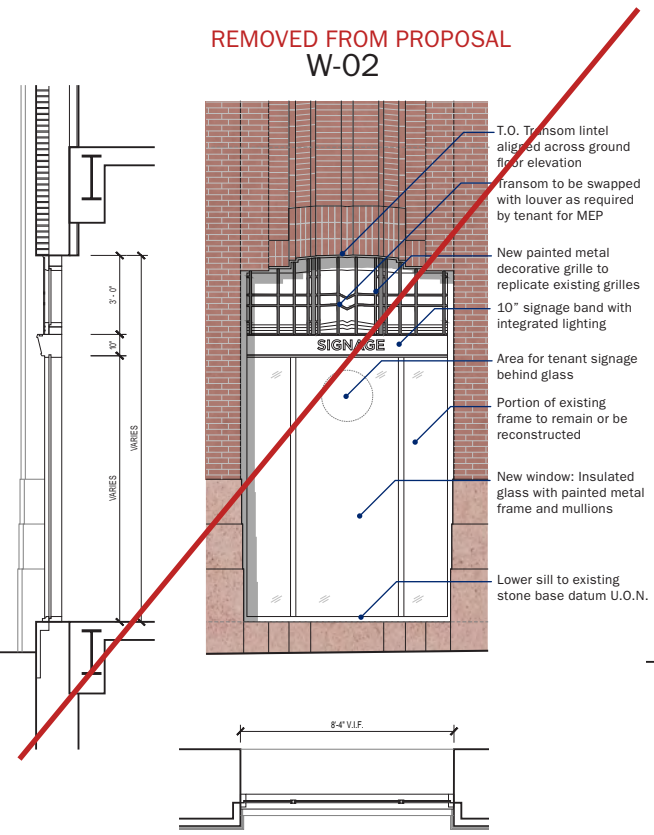 REMOVED FROM PROPOSAL
W-02
T.O. Transom lintel
aligned across ground
floor elevation
Transom to be swapped
with louver as required
by tenant for MEP
New painted metal
decorative grille to
replicate existing grilles
10” signage band with
integrated lighting
Area for tenant signage
behind glass
Portion of existing
frame to remain or be
reconstructed
New window: Insulated
glass with painted metal
frame and mullions
Lower sill to existing
stone base datum U.O.N.
SIGNAGE
3' - 0"
10"
VARIES
VARIES
8'-4" V.I.F.